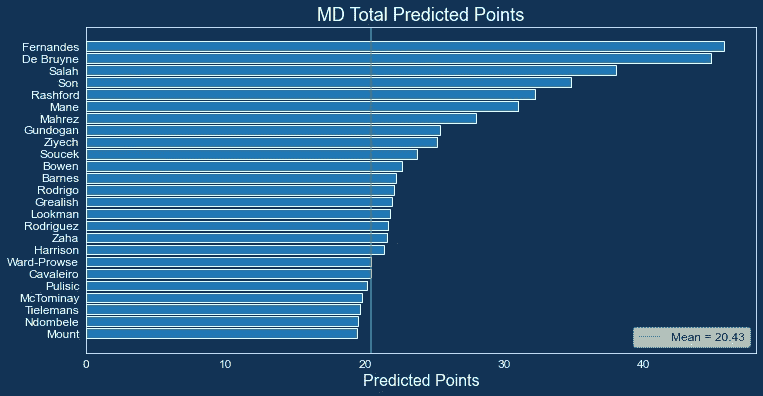 MD Total Predicted Points
Fernandes
De Bruyne
Salah
Son
Rashford
Mane
Mahrez
Gundogan
Ziyech
Soucek
Bowen
Barnes
Rodrigo
Grealish
Lookman
Rodriguez
Zaha
Harrison
Ward-Prowse
Cavaleiro
Pulisic
McTominay
Tielemans
Ndombele
Mount
Mean = 20.43
0 10 20 30 40
Predicted Points